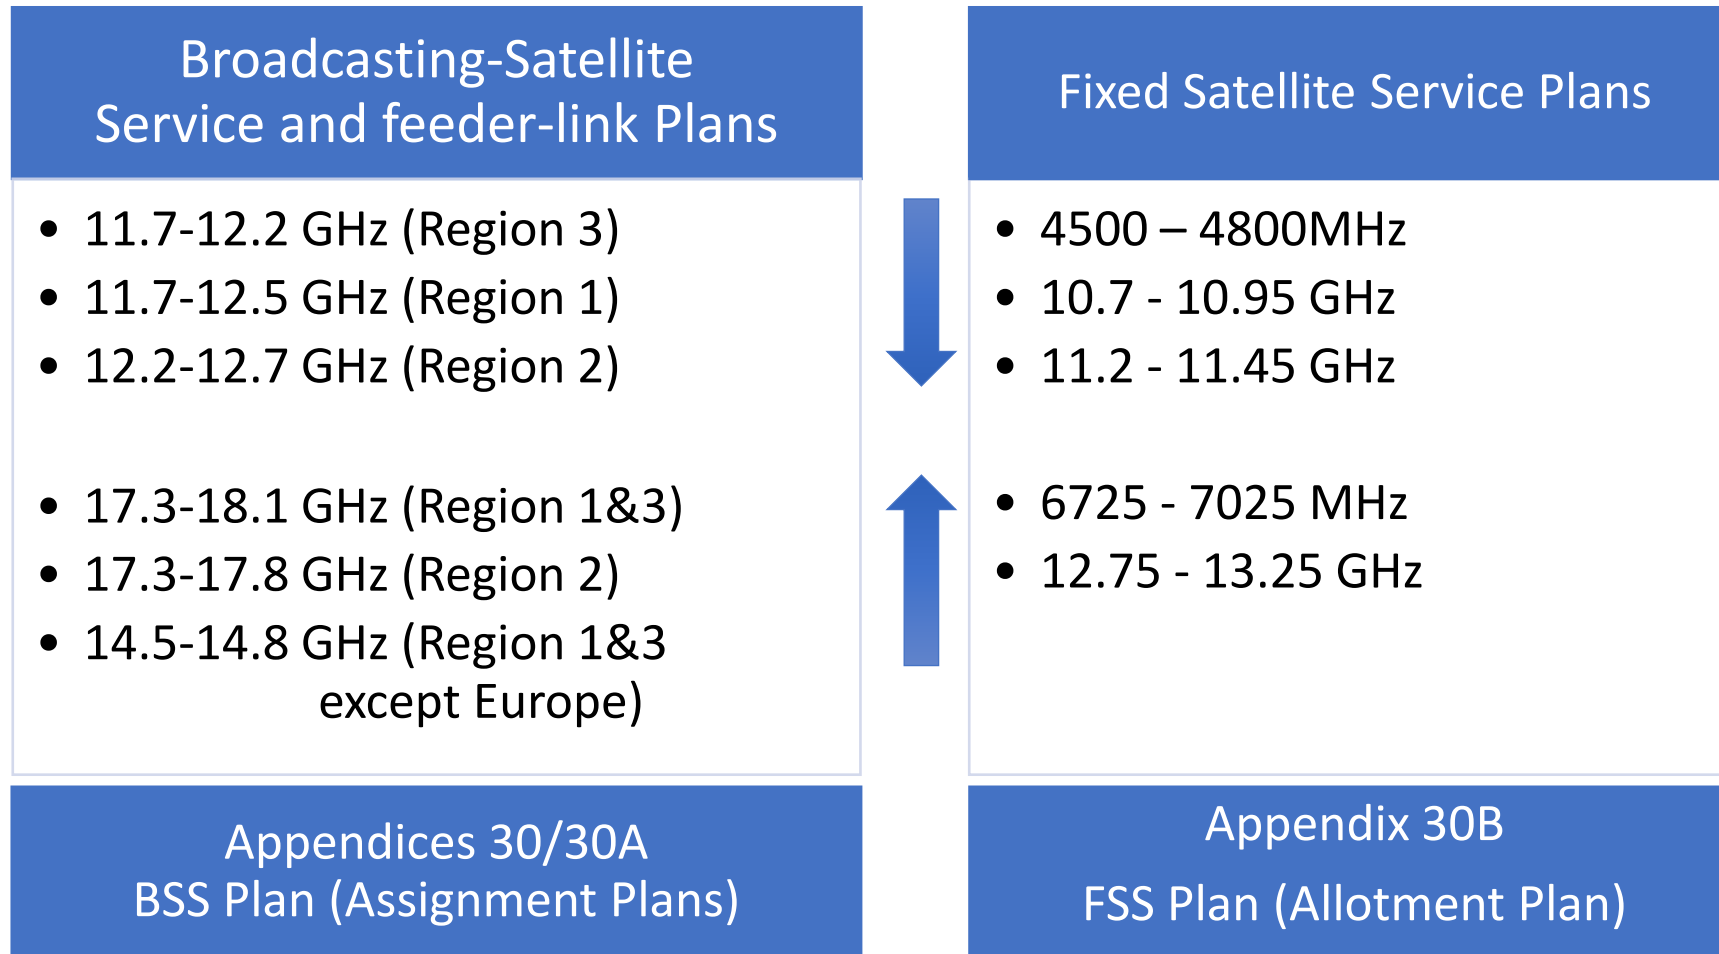 Broadcasting-Satellite
Service and feeder-link Plans
• 11.7-12.2 GHz (Region 3)
• 11.7-12.5 GHz (Region 1)
• 12.2-12.7 GHz (Region 2)
• 17.3-18.1 GHz (Region 1&3)
• 17.3-17.8 GHz (Region 2)
• 14.5-14.8 GHz (Region 1&3
except Europe)
Appendices 30/30A
BSS Plan (Assignment Plans)
Fixed Satellite Service Plans
• 4500 – 4800MHz
• 10.7 - 10.95 GHz
• 11.2 - 11.45 GHz
• 6725 - 7025 MHz
• 12.75 - 13.25 GHz
Appendix 30B
FSS Plan (Allotment Plan)